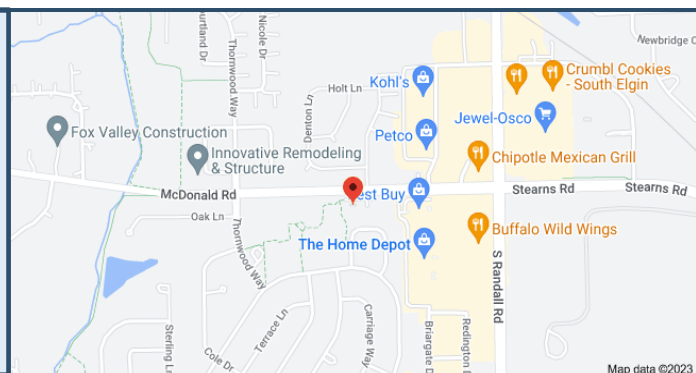 Courtland Dr
Thornwood Way
Nicole Dr
Newbridge C
Holt Ln
Denton Ln
Kohl's
Crumbl Cookies
- South Elgin
Jewel-Osco
Petco
Fox Valley Construction
Innovative Remodeling
& Structure
Chipotle Mexican Grill
McDonald Rd
est Buy
Stearns Rd
Stearns Rd
Oak Ln
Thornwood Way
The Home Depot
Buffalo Wild Wings
S Randall Rd
Sterling L
Cole Dr
Terrace Ln
Carriage Way
Briargate D
Redington D
Map data ©2023